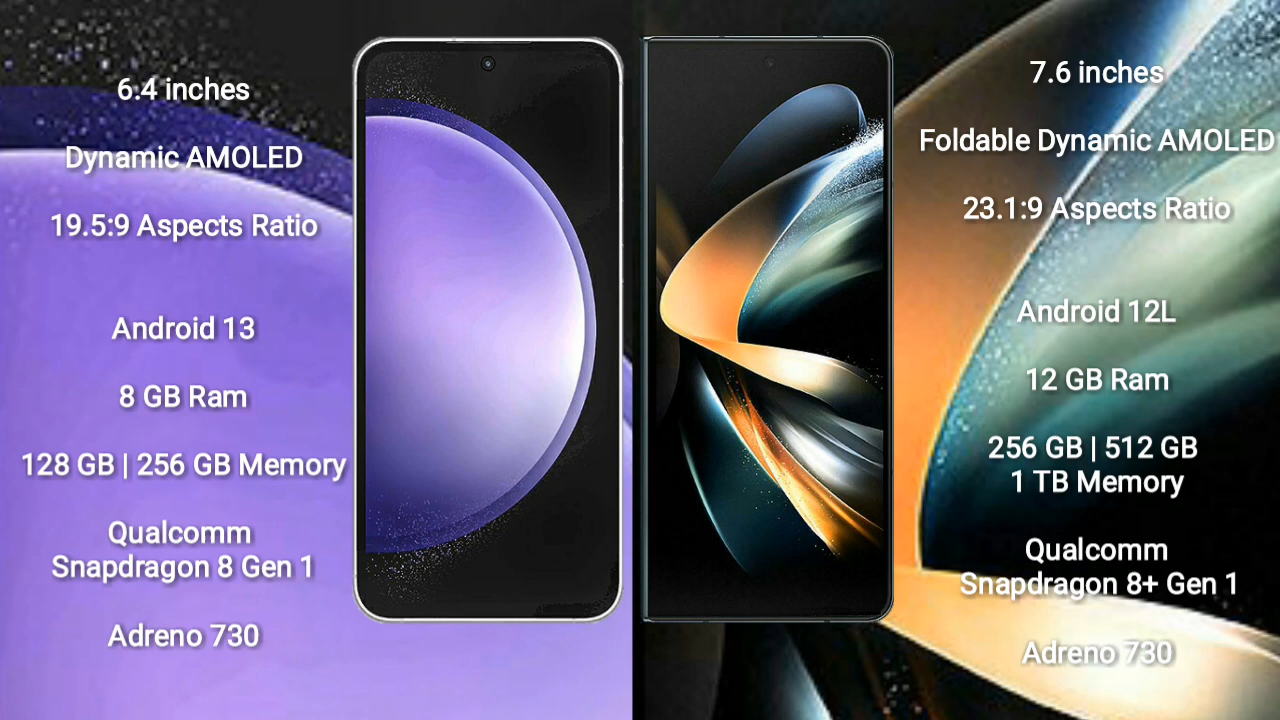 6.4 inches
Dynamic AMOLED
19.5:9 Aspects Ratio
Android 13
8 GB Ram
128 GB | 256 GB Memory
Qualcomm
Snapdragon 8 Gen 1
Adreno 730
7.6 inches
Foldable Dynamic AMOLED
23.1:9 Aspects Ratio
Android 12L
12 GB Ram
256 GB | 512 GB
1 TB Memory
Qualcomm
Snapdragon 8+ Gen 1
Adreno 730